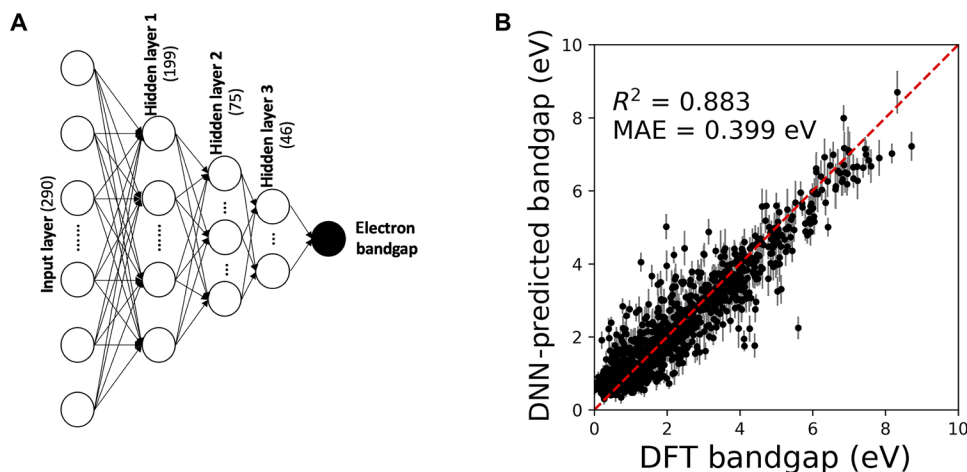 A
Input layer (290)
Hidden layer 1
(199)
Hidden layer 2
(75)
Hidden layer 3
(46)
Electron
bandgap
B
DNN-predicted bandgap (eV)
10
8
6
4
2
0
R² = 0.883
MAE = 0.399 eV
0 2 4 6 8 10
DFT bandgap (eV)